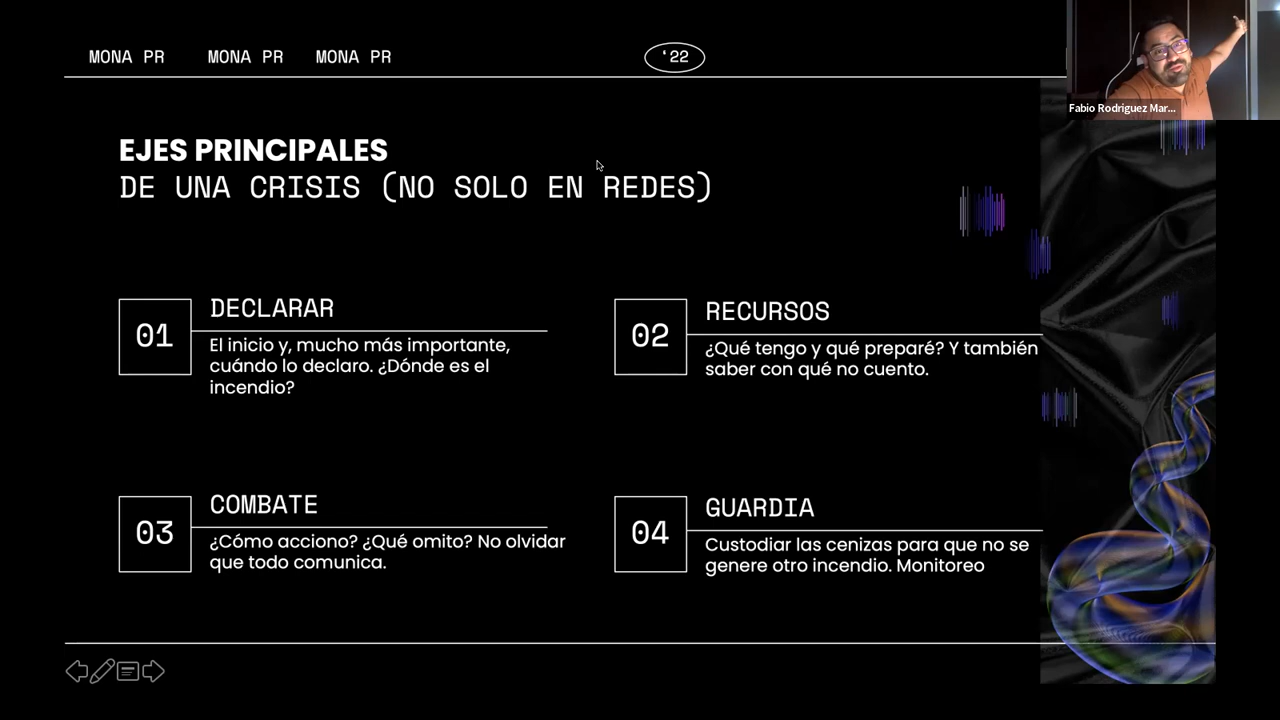 MONA PR MONA PR MONA PR ‘22
Fabio Rodriguez Mar...
EJES PRINCIPALES
DE UNA CRISIS (NO SOLO EN REDES)
01
DECLARAR
El inicio y, mucho más importante,
cuándo lo declaro. ¿Dónde es el
incendio?
02
RECURSOS
¿Qué tengo y qué preparé? Y también
saber con qué no cuento.
03
COMBATE
¿Cómo acciono? ¿Qué omito? No olvidar
que todo comunica.
04
GUARDIA
Custodiar las cenizas para que no se
genere otro incendio. Monitoreo